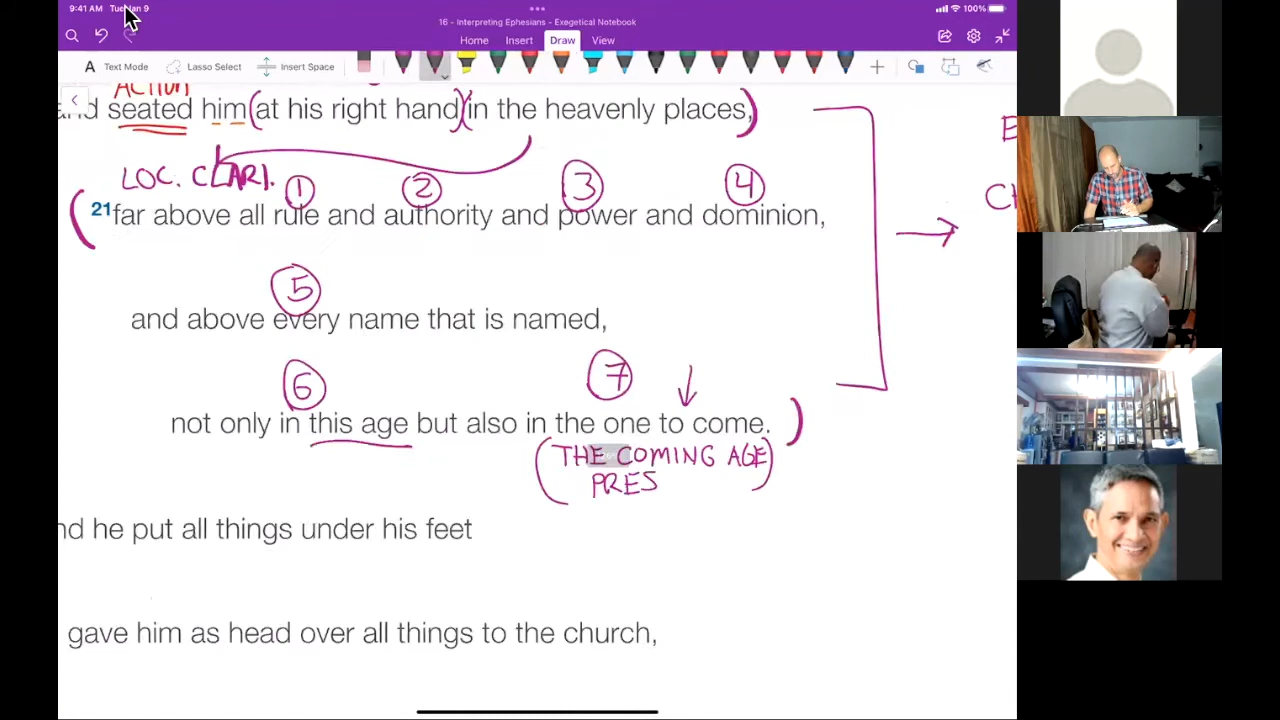 9:41 AM Tue Jan 9
100%
16 - Interpreting Ephesians - Exegetical Notebook
Home Insert Draw View
Text Mode Lasso Select Insert Space
ACTION
and seated him (at his right hand)(in the heavenly places,)
LOC. CLARI. 1 2 3 4
(21 far above all rule and authority and power and dominion,
5
and above every name that is named,
6 7
not only in this age but also in the one to come.)
(THE COMING AGE)
PRES
nd he put all things under his feet
gave him as head over all things to the church,